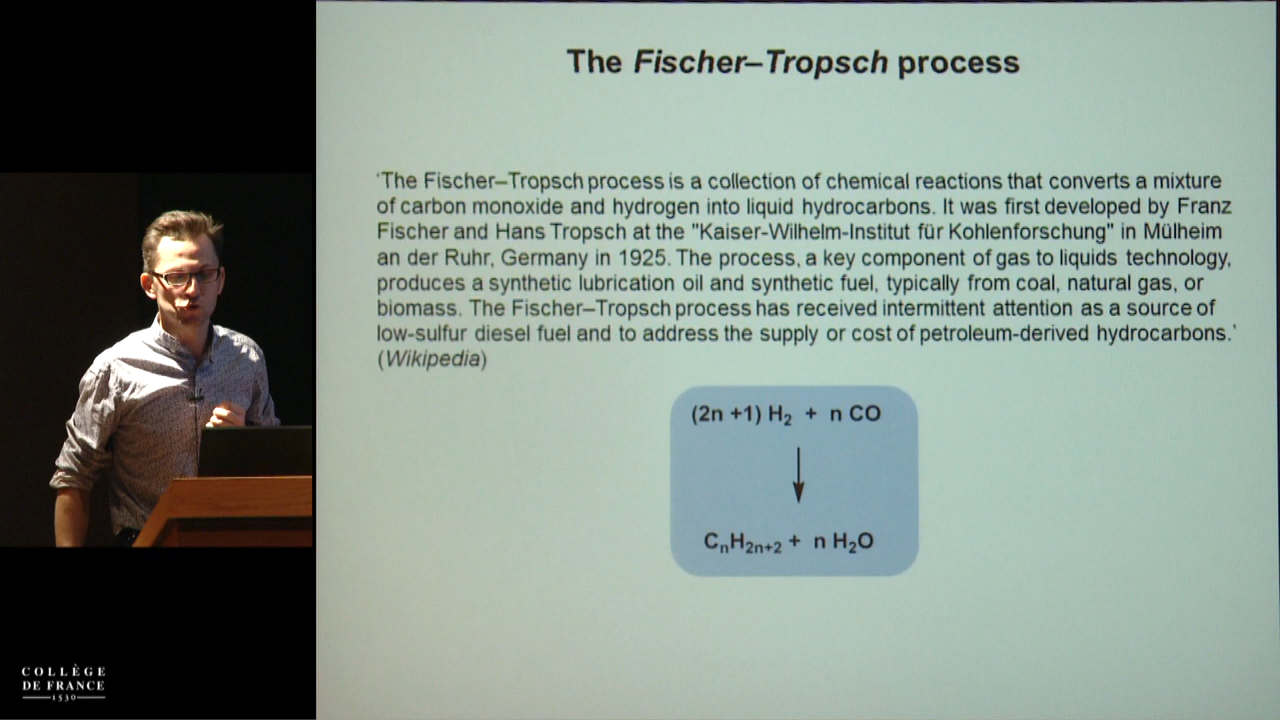 The Fischer–Tropsch process
‘The Fischer–Tropsch process is a collection of chemical reactions that converts a mixture
of carbon monoxide and hydrogen into liquid hydrocarbons. It was first developed by Franz
Fischer and Hans Tropsch at the "Kaiser-Wilhelm-Institut für Kohlenforschung" in Mülheim
an der Ruhr, Germany in 1925. The process, a key component of gas to liquids technology,
produces a synthetic lubrication oil and synthetic fuel, typically from coal, natural gas, or
biomass. The Fischer–Tropsch process has received intermittent attention as a source of
low-sulfur diesel fuel and to address the supply or cost of petroleum-derived hydrocarbons.’
(Wikipedia)
(2n +1) H₂ + n CO
CₙH₂ₙ₊₂ + n H₂O
COLLÈGE
DE FRANCE
1530